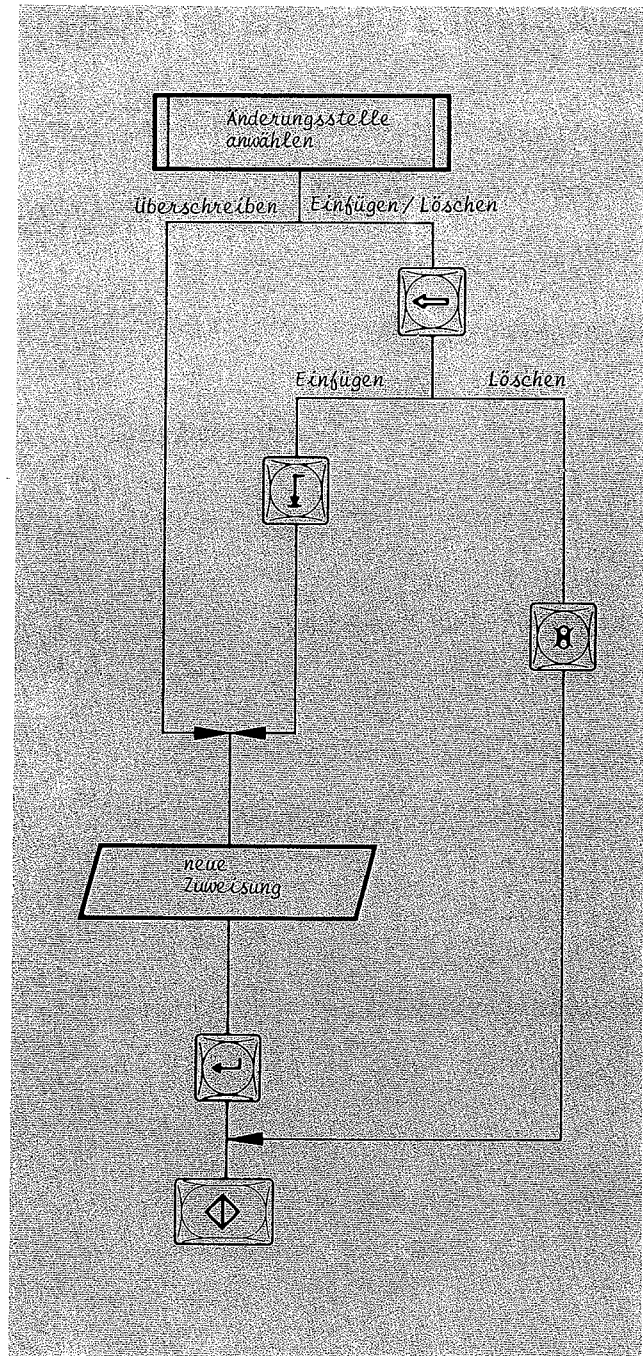 Änderungsstelle
anwählen
Überschreiben
Einfügen / Löschen
Einfügen
Löschen
neue
Zuweisung